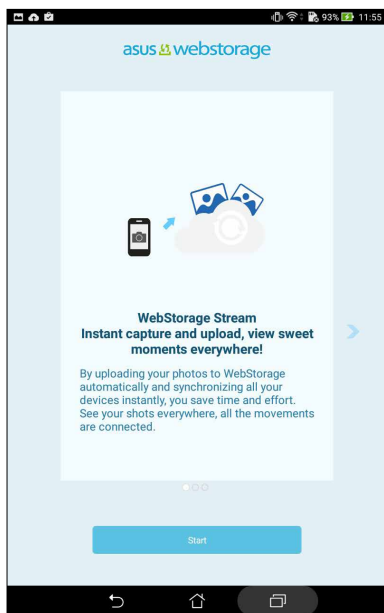 93% 11:55
asus webstorage
WebStorage Stream
Instant capture and upload, view sweet
moments everywhere!
By uploading your photos to WebStorage
automatically and synchronizing all your
devices instantly, you save time and effort.
See your shots everywhere, all the movements
are connected.
Start